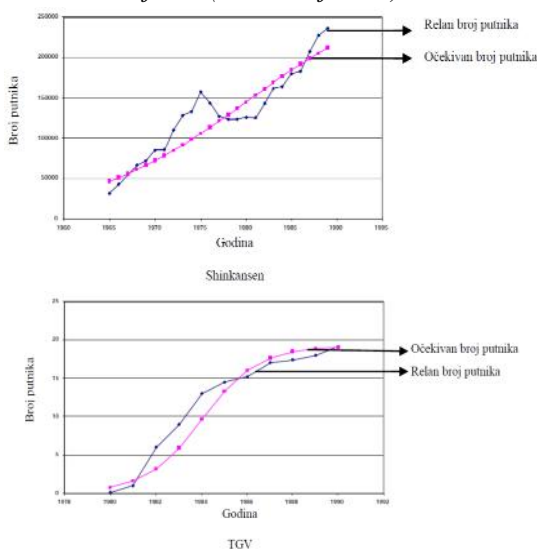 250000
200000
150000
100000
50000
0
1960
1965
1970
1975
1980
1985
1990
1995
Broj putnika
Godina
Relan broj putnika
Očekivan broj putnika
Shinkansen
25
20
15
10
5
0
1978
1980
1982
1984
1986
1988
1990
1992
Broj putnika
Godina
Očekivan broj putnika
Relan broj putnika
TGV